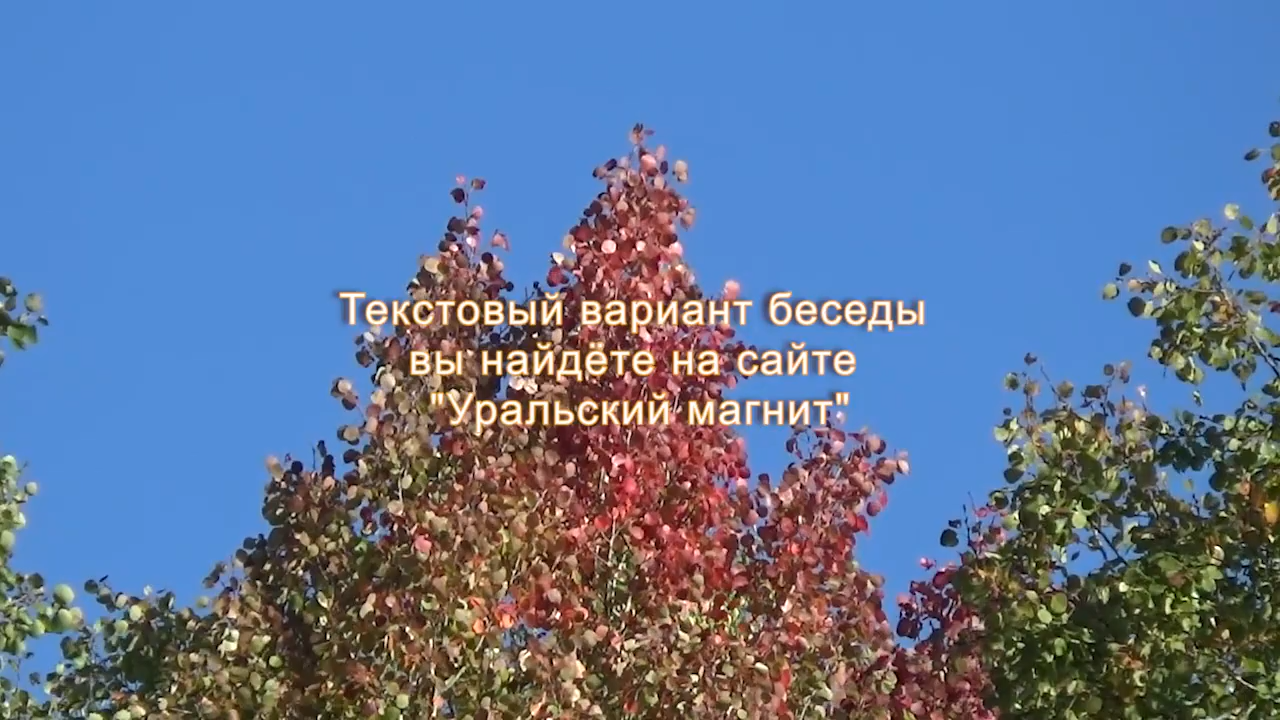 Текстовый вариант беседы
вы найдёте на сайте
"Уральский магнит"